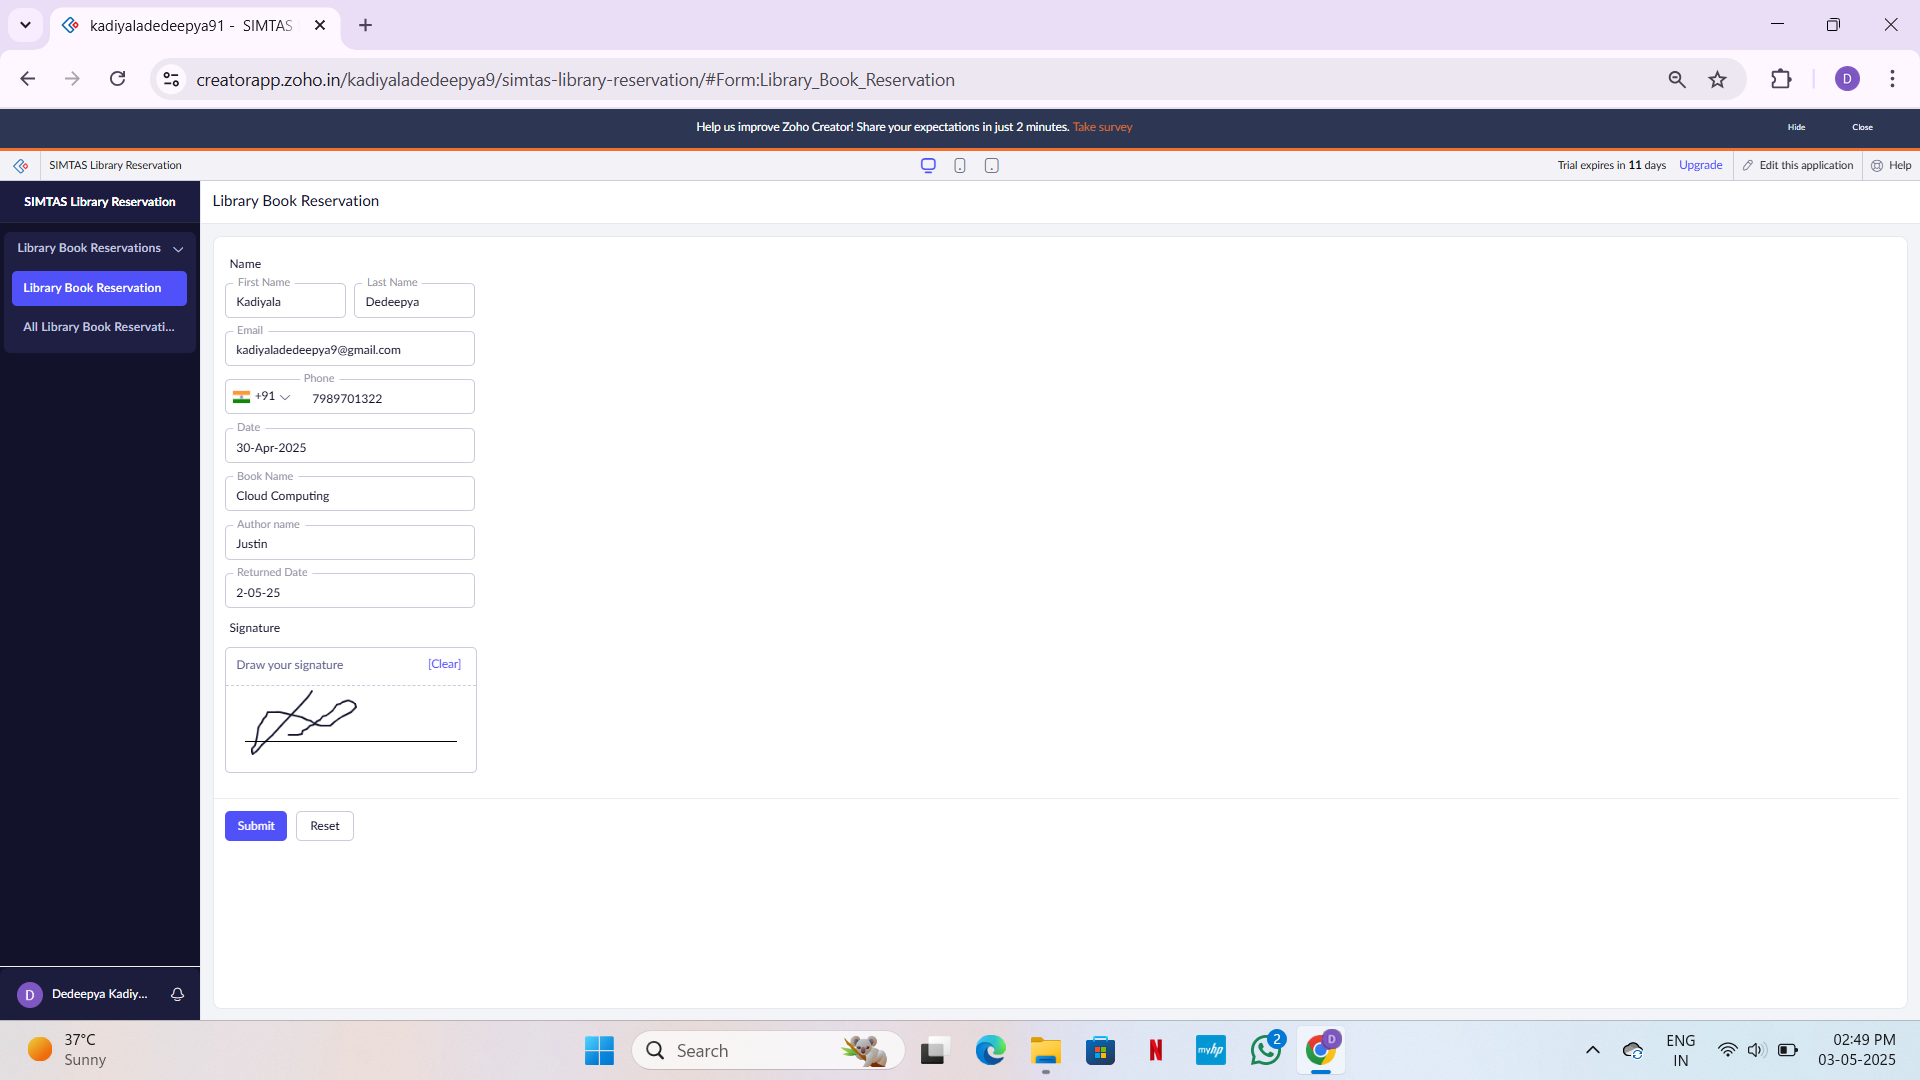 kadiyaladedeepya91 - SIMTAS
creatorapp.zoho.in/kadiyaladedeepya9/simtas-library-reservation/#Form:Library_Book_Reservation
D
Help us improve Zoho Creator! Share your expectations in just 2 minutes. Take survey
Hide
Close
SIMTAS Library Reservation
Trial expires in 11 days
Upgrade
Edit this application
Help
SIMTAS Library Reservation
Library Book Reservations
Library Book Reservation
All Library Book Reservati...
Library Book Reservation
Name
First Name
Last Name
Kadiyala
Dedeepya
Email
kadiyaladedeepya9@gmail.com
Phone
+91
7989701322
Date
30-Apr-2025
Book Name
Cloud Computing
Author name
Justin
Returned Date
2-05-25
Signature
Draw your signature
[Clear]
Submit
Reset
D
Dedeepya Kadiy...
37°C
Sunny
Search
N
myhp
2
D
ENG
IN
02:49 PM
03-05-2025